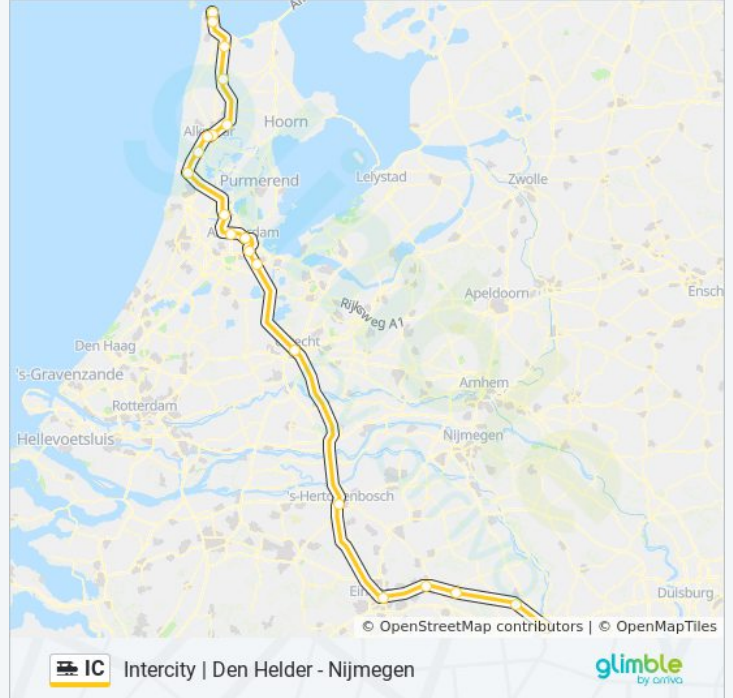 Hoorn
Purmerend
Lelystad
Zwolle
Apeldoorn
Ensch
Rijksweg A1
Den Haag
's-Gravenzande
Rotterdam
Arnhem
Hellevoetsluis
Nijmegen
Duisburg
© OpenStreetMap contributors | © OpenMapTiles
IC Intercity | Den Helder - Nijmegen
glimble
by arriva